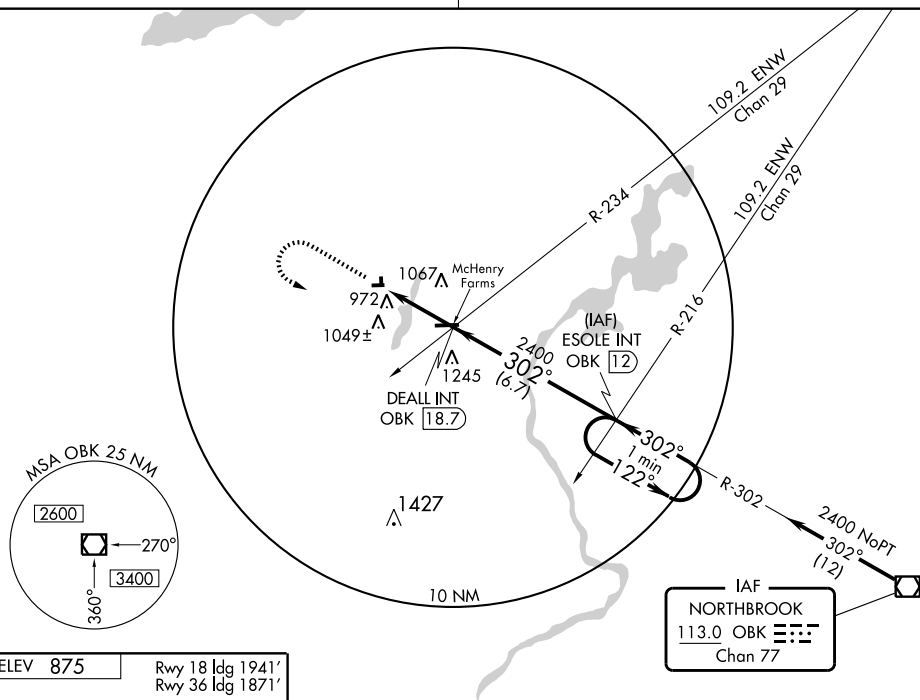 109.2 ENW
Chan 29
109.2 ENW
Chan 29
R-234
R-216
1067
McHenry
Farms
972
1049±
(IAF)
ESOLE INT
OBK 12
2400
302°
(6.7)
1245
DEALL INT
OBK 18.7
302°
1 min
122°
R-302
2400 NoPT
302°
(12)
1427
MSA OBK 25 NM
2600
270°
3400
360°
10 NM
IAF
NORTHBROOK
113.0 OBK
Chan 77
ELEV 875
Rwy 18 ldg 1941'
Rwy 36 ldg 1871'